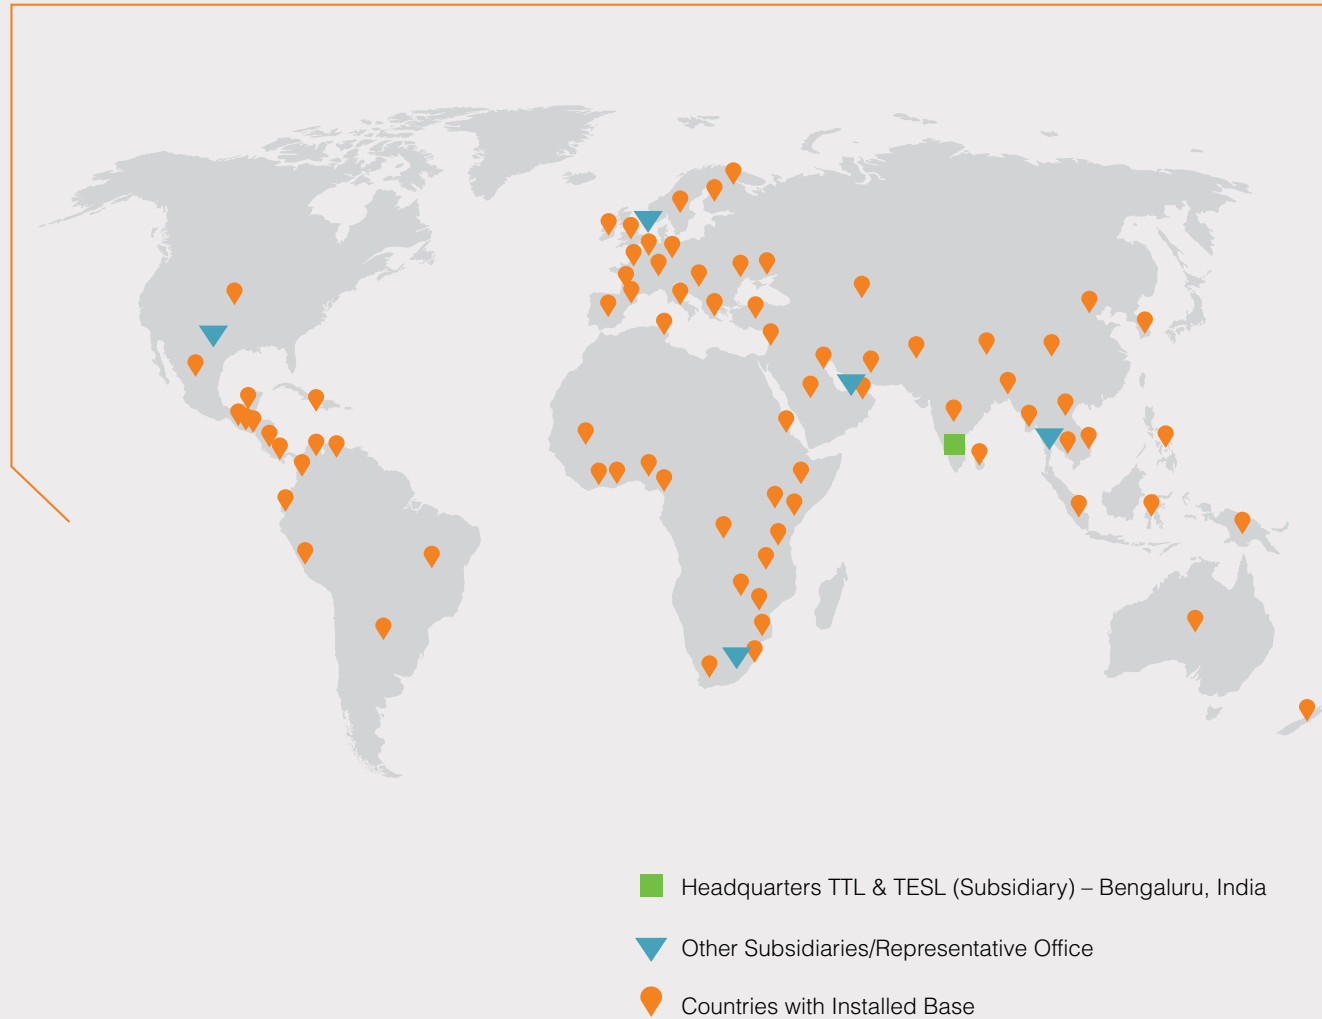 Headquarters TTL & TESL (Subsidiary) – Bengaluru, India
Other Subsidiaries/Representative Office
Countries with Installed Base